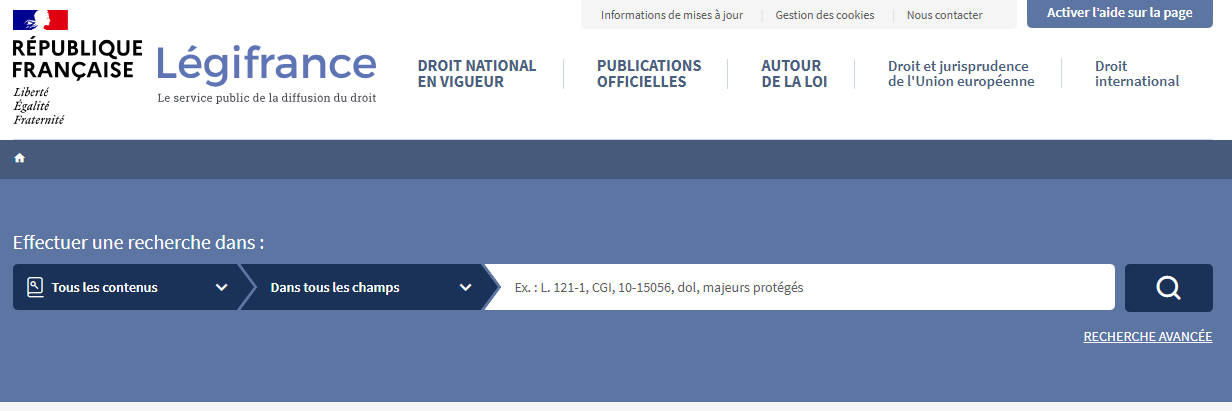 Informations de mises à jour
Gestion des cookies
Nous contacter
Activer l'aide sur la page
RÉPUBLIQUE
FRANÇAISE
Liberté
Égalité
Fraternité
Légifrance
Le service public de la diffusion du droit
DROIT NATIONAL
EN VIGUEUR
PUBLICATIONS
OFFICIELLES
AUTOUR
DE LA LOI
Droit et jurisprudence
de l'Union européenne
Droit
international
Effectuer une recherche dans :
Tous les contenus
Dans tous les champs
Ex. : L. 121-1, CGI, 10-15056, dol, majeurs protégés
RECHERCHE AVANCÉE